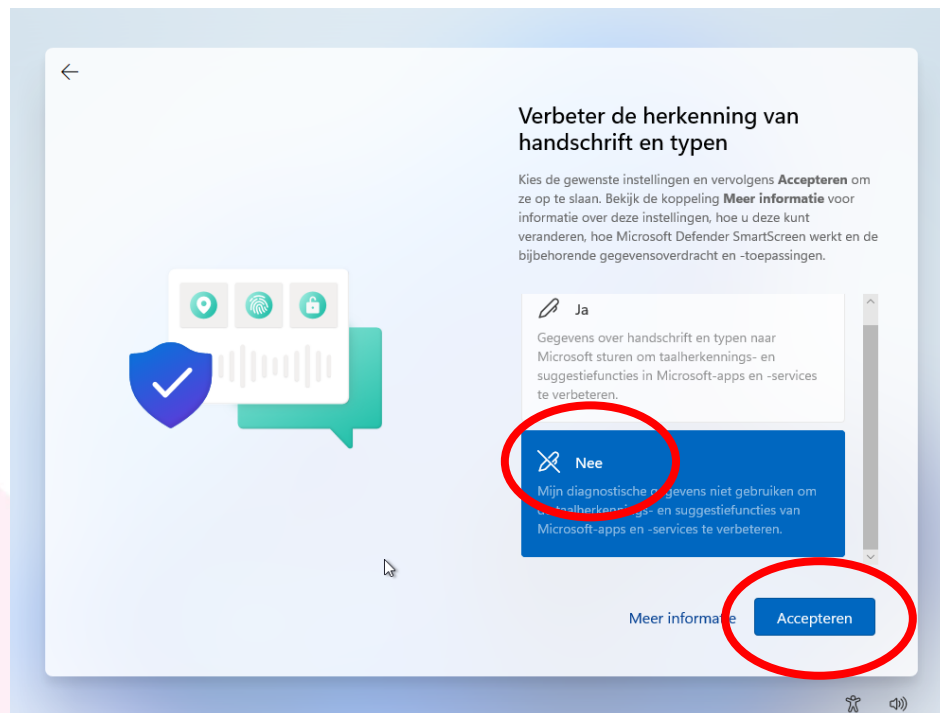 Verbeter de herkenning van
handschrift en typen
Kies de gewenste instellingen en vervolgens Accepteren om
ze op te slaan. Bekijk de koppeling Meer informatie voor
informatie over deze instellingen, hoe u deze kunt
veranderen, hoe Microsoft Defender SmartScreen werkt en de
bijbehorende gegevensoverdracht en -toepassingen.
Ja
Gegevens over handschrift en typen naar
Microsoft sturen om taalherkennings- en
suggestiefuncties in Microsoft-apps en -services
te verbeteren.
Nee
Mijn diagnostische gegevens niet gebruiken om
de taalherkennings- en suggestiefuncties van
Microsoft-apps en -services te verbeteren.
Meer informatie
Accepteren